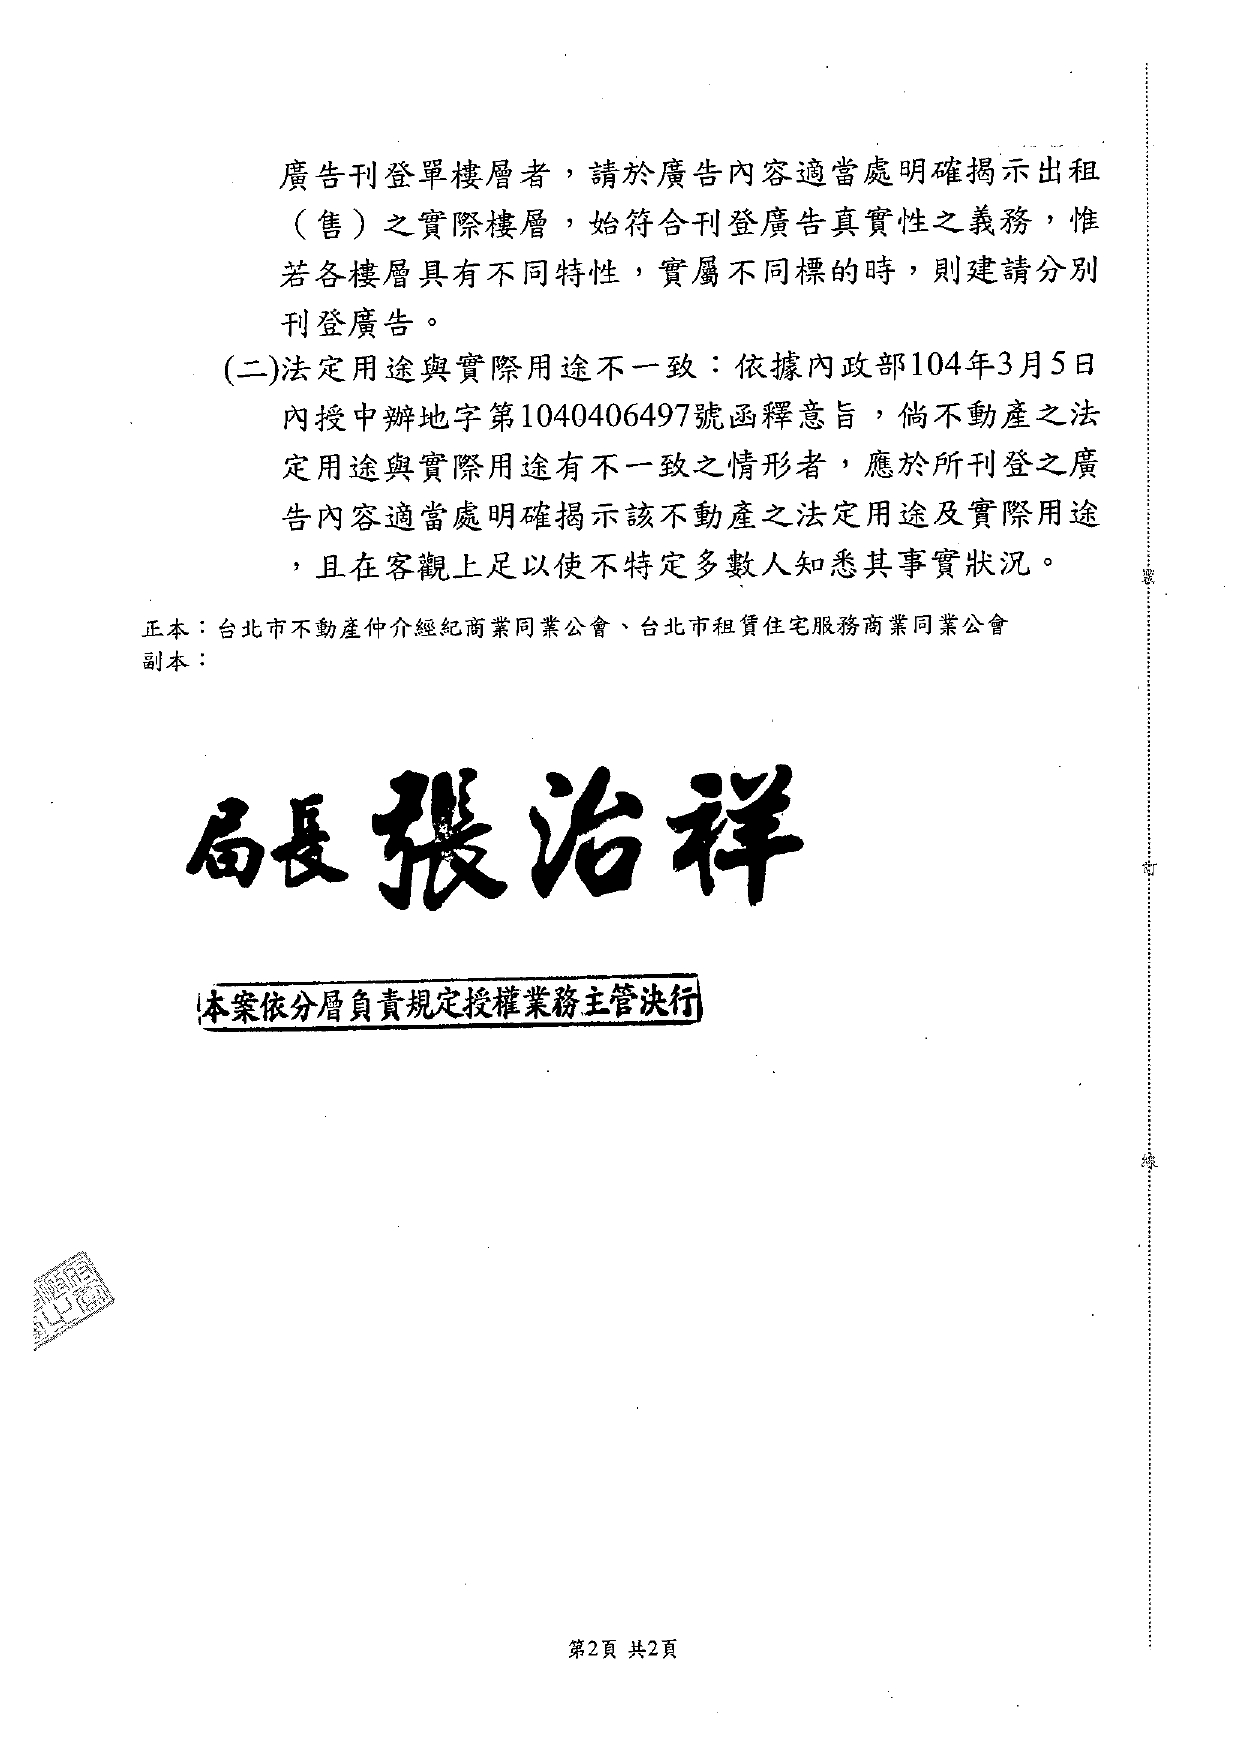 廣告刊登單樓層者，請於廣告內容適當處明確揭示出租
（售）之實際樓層，始符合刊登廣告真實性之義務，惟
若各樓層具有不同特性，實屬不同標的時，則建請分別
刊登廣告。
(二)法定用途與實際用途不一致：依據內政部104年3月5日
內授中辦地字第1040406497號函釋意旨，倘不動產之法
定用途與實際用途有不一致之情形者，應於所刊登之廣
告內容適當處明確揭示該不動產之法定用途及實際用途
，且在客觀上足以使不特定多數人知悉其事實狀況。
正本：台北市不動產仲介經紀商業同業公會、台北市租賃住宅服務商業同業公會
副本：
局長 張治祥
本案依分層負責規定授權業務主管決行
訂
線
第2頁 共2頁